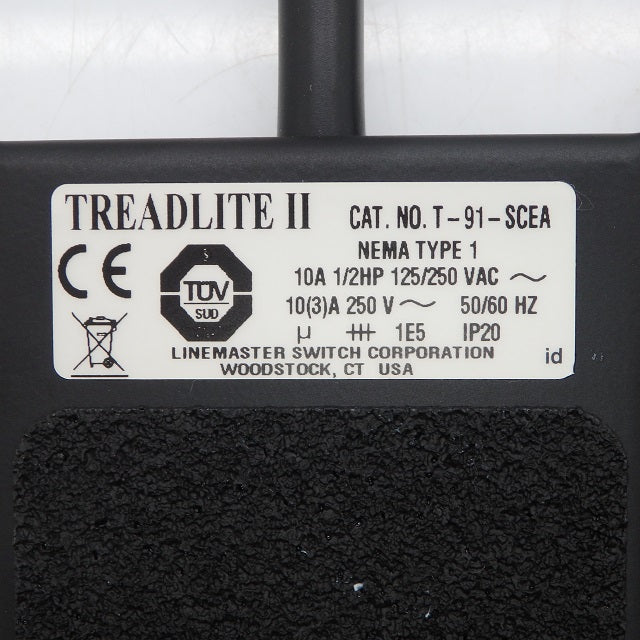 TREADLITE II CAT. NO. T-91-SCEA
CE
TÜV
SÜD
NEMA TYPE 1
10A 1/2HP 125/250 VAC ~
10(3)A 250 V ~ 50/60 HZ
μ 1E5 IP20
LINEMASTER SWITCH CORPORATION
WOODSTOCK, CT USA
id